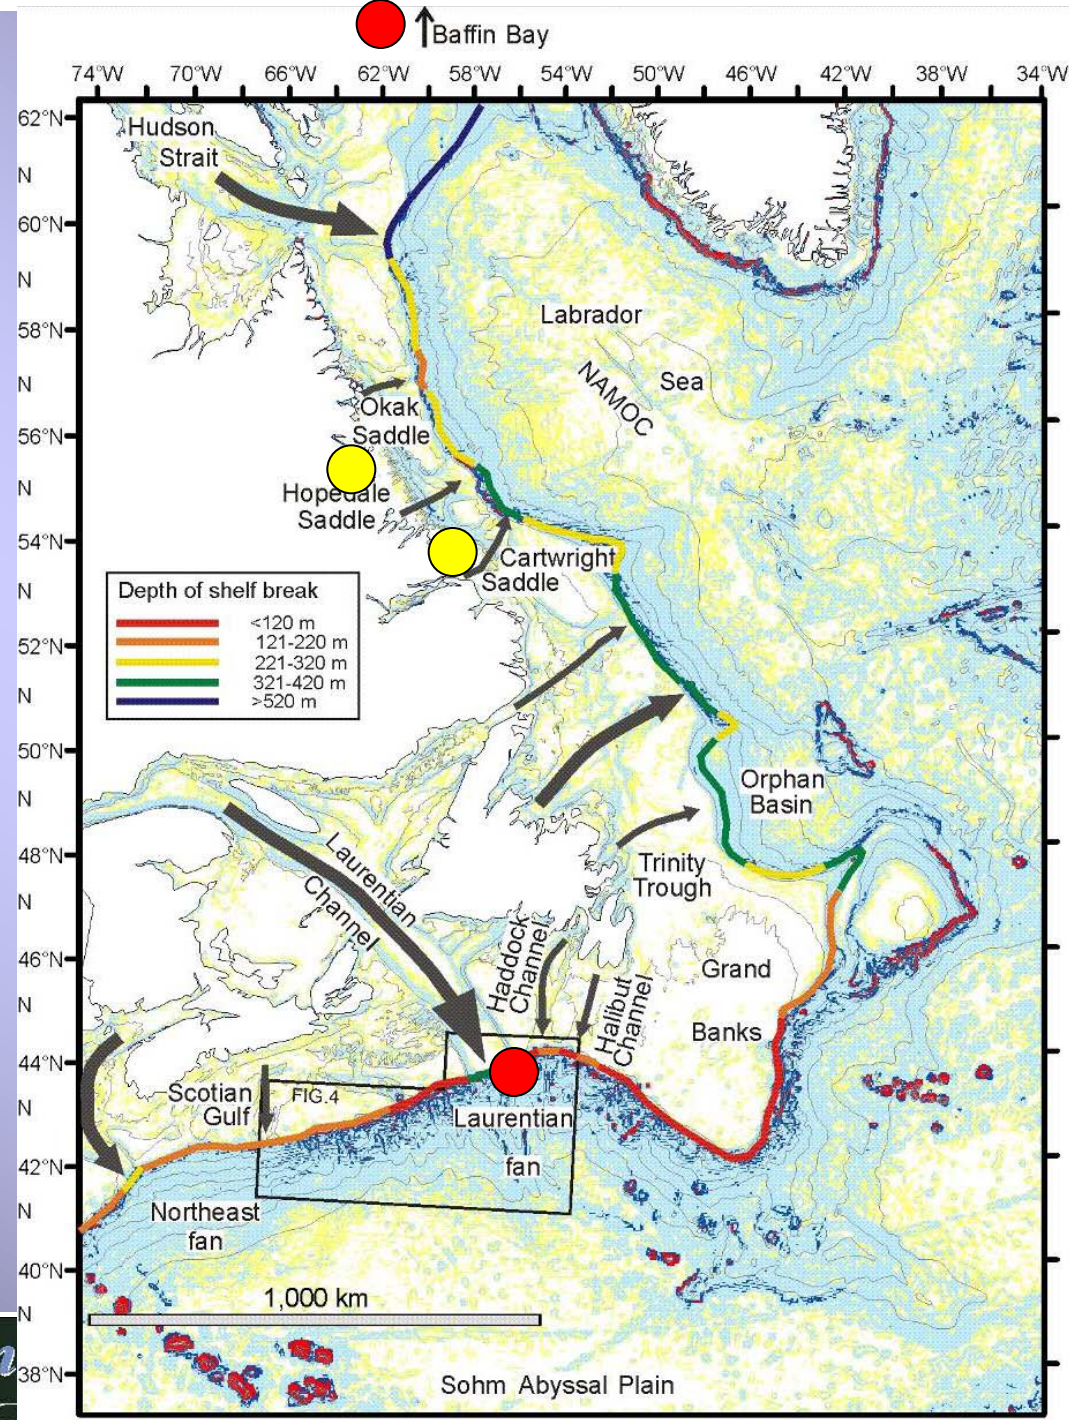 Baffin Bay
74°W 70°W 66°W 62°W 58°W 54°W 50°W 46°W 42°W 38°W 34°W
62°N
Hudson
Strait
N
60°N
N
58°N
Labrador
Sea
NAMOC
N
Okak
Saddle
56°N
N
Hopedale
Saddle
54°N
Cartwright
Saddle
N
Depth of shelf break
<120 m
121-220 m
221-320 m
321-420 m
>520 m
52°N
N
50°N
Orphan
Basin
N
48°N
Laurentian
Channel
Trinity
Trough
N
Haddock
Channel
46°N
Grand
Banks
N
Halibut
Channel
44°N
Scotian
Gulf
FIG.4
N
Laurentian
fan
42°N
Northeast
fan
N
40°N
1,000 km
N
38°N
Sohm Abyssal Plain